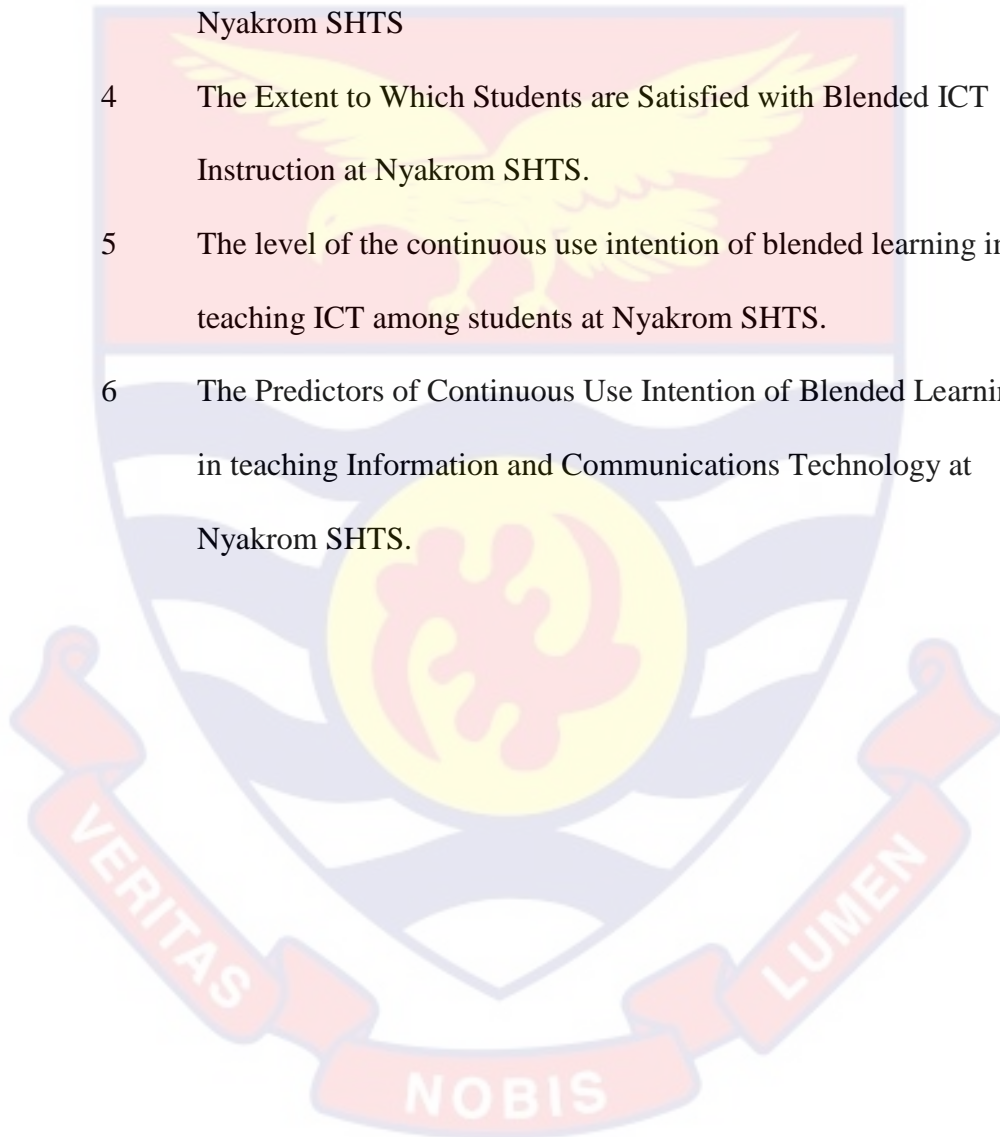 Nyakrom SHTS
4 The Extent to Which Students are Satisfied with Blended ICT
Instruction at Nyakrom SHTS.
5 The level of the continuous use intention of blended learning in
teaching ICT among students at Nyakrom SHTS.
6 The Predictors of Continuous Use Intention of Blended Learnin
in teaching Information and Communications Technology at
Nyakrom SHTS.
VERITAS
NOBIS
LUMEN